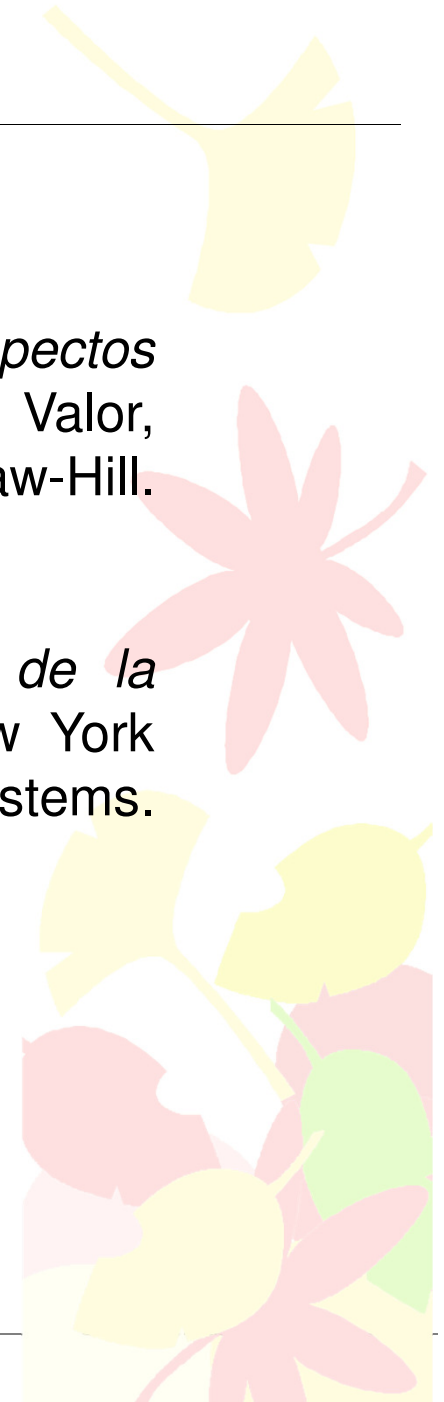 pectos
Valor,
aw-Hill.
de la
w York
stems.